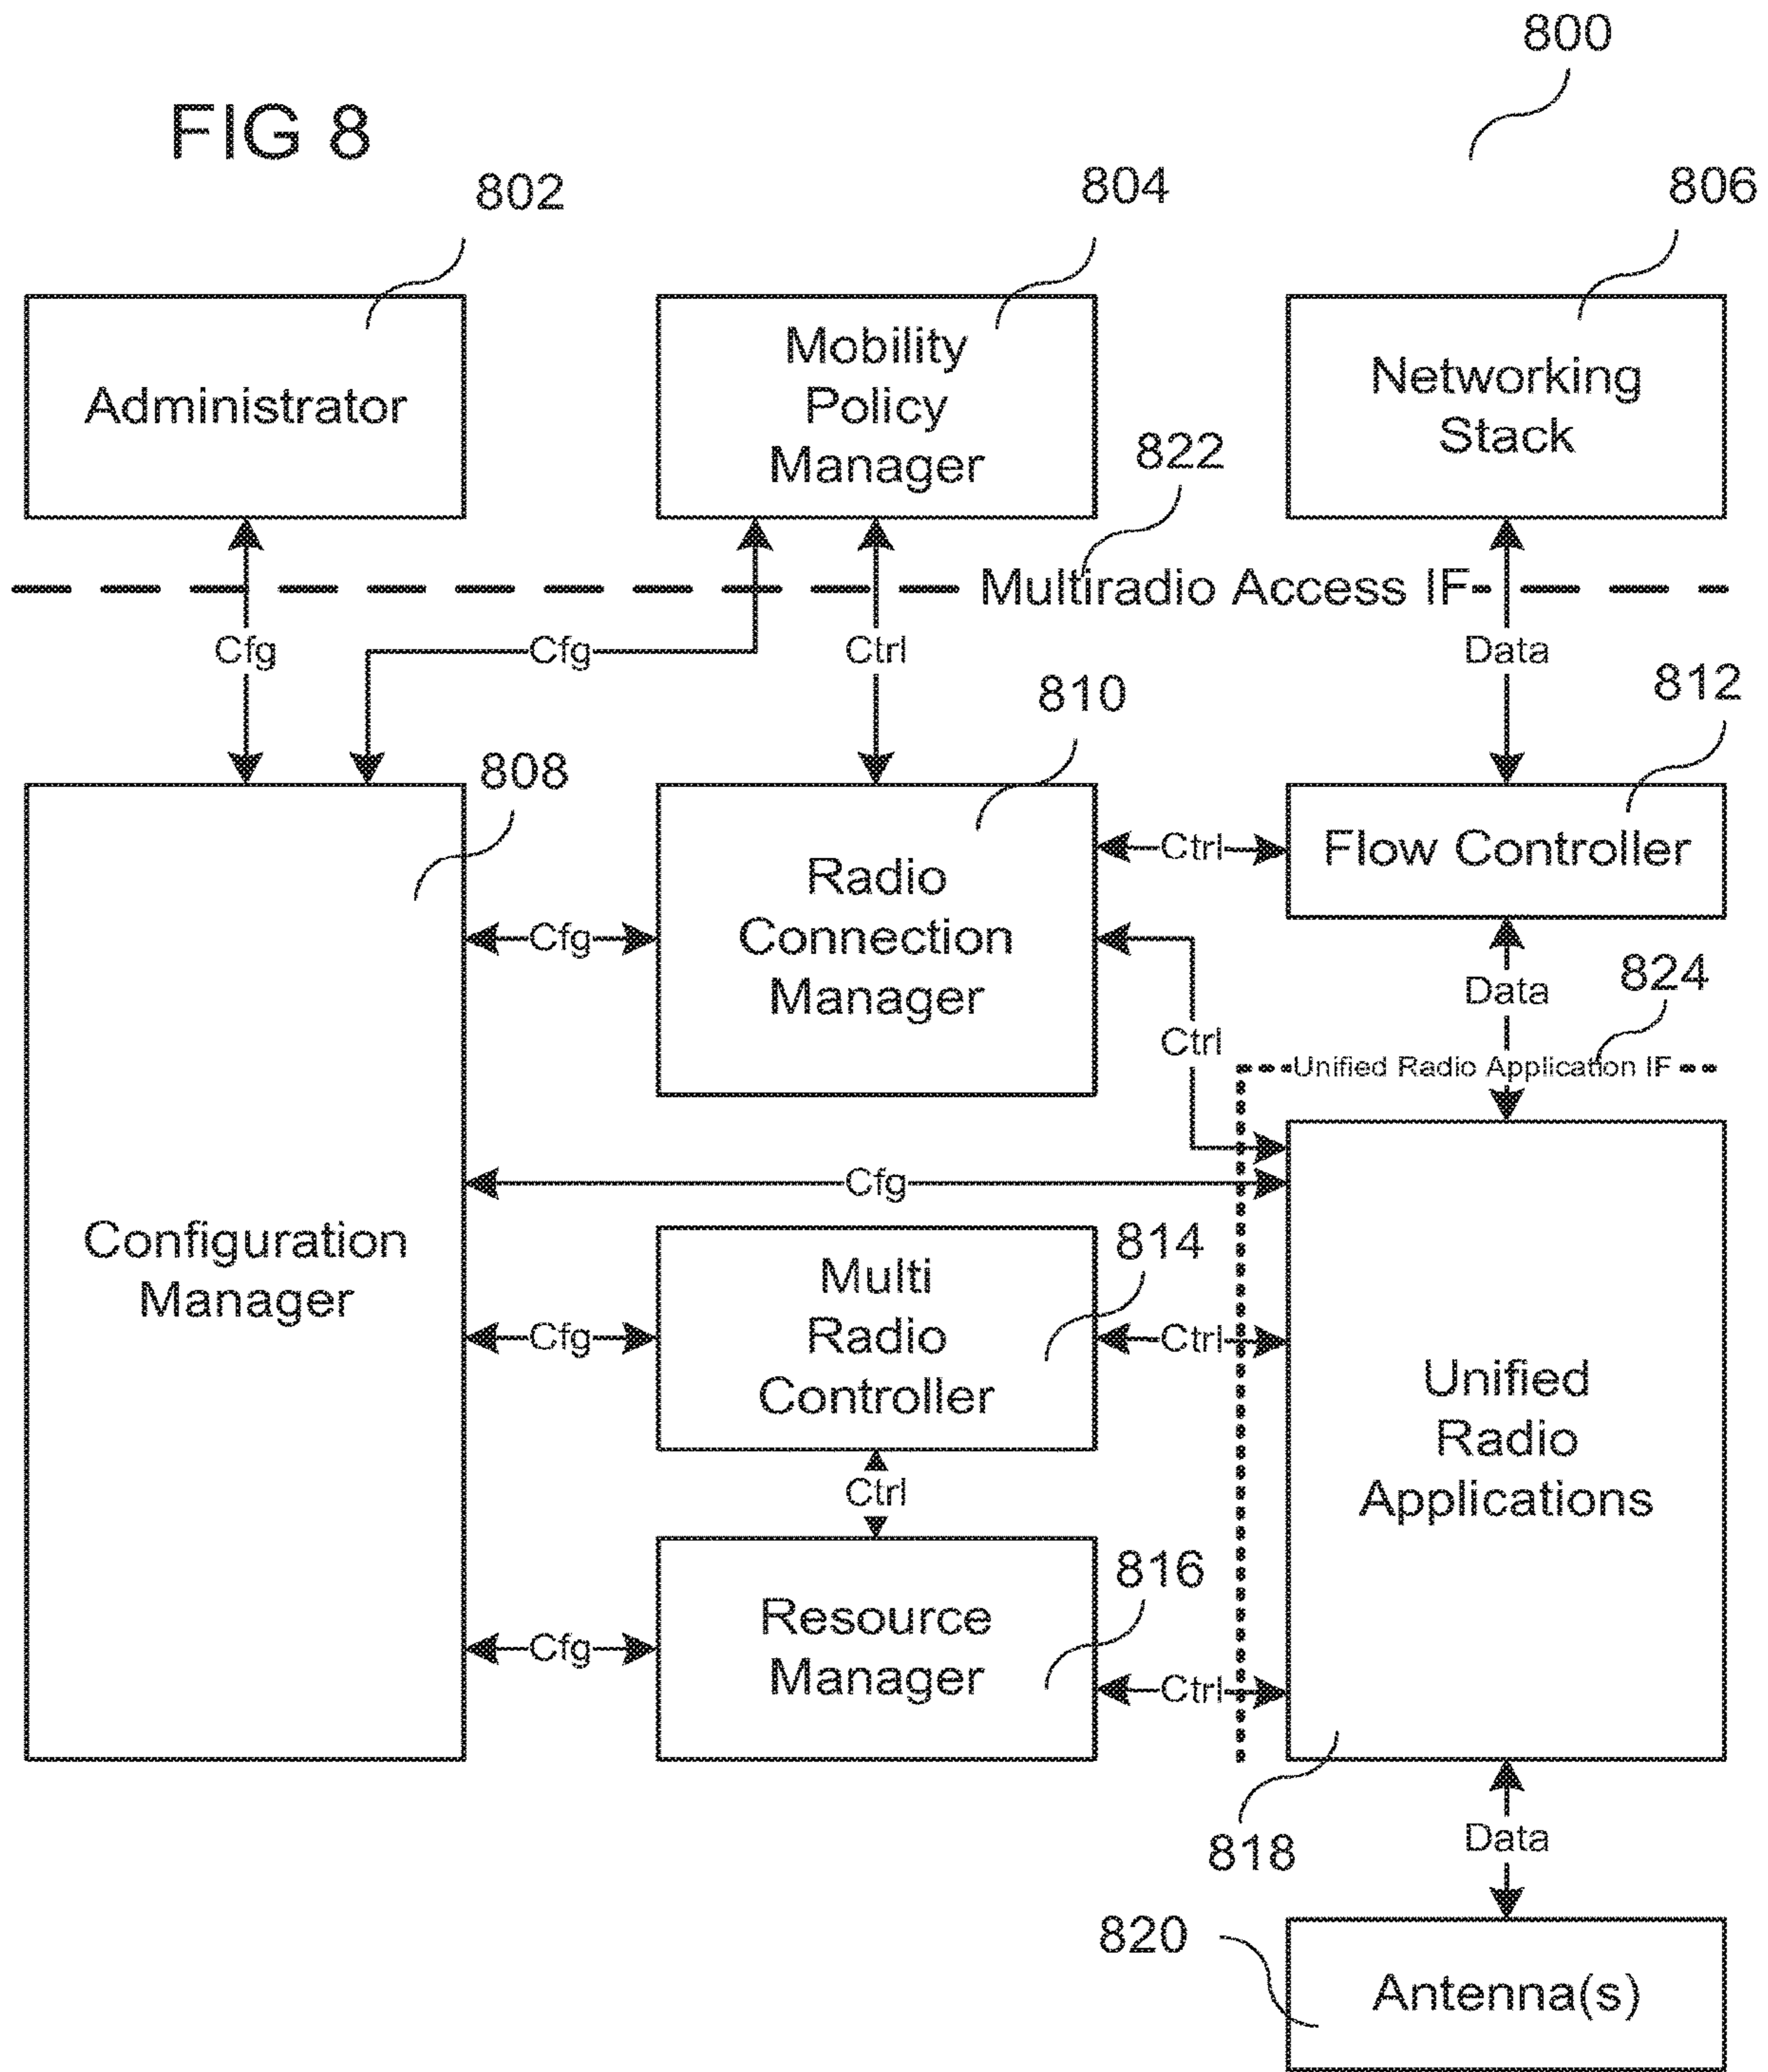 800
FIG 8
802
804
806
Administrator
Mobility
Policy
Manager
Networking
Stack
822
Multiradio Access IF
Cfg
Cfg
Ctrl
Data
808
810
812
Configuration
Manager
Radio
Connection
Manager
Flow Controller
Ctrl
Cfg
Data
824
Ctrl
Unified Radio Application IF
Cfg
814
Multi
Radio
Controller
Cfg
Ctrl
Unified
Radio
Applications
Ctrl
816
Resource
Manager
Cfg
Ctrl
818
Data
820
Antenna(s)